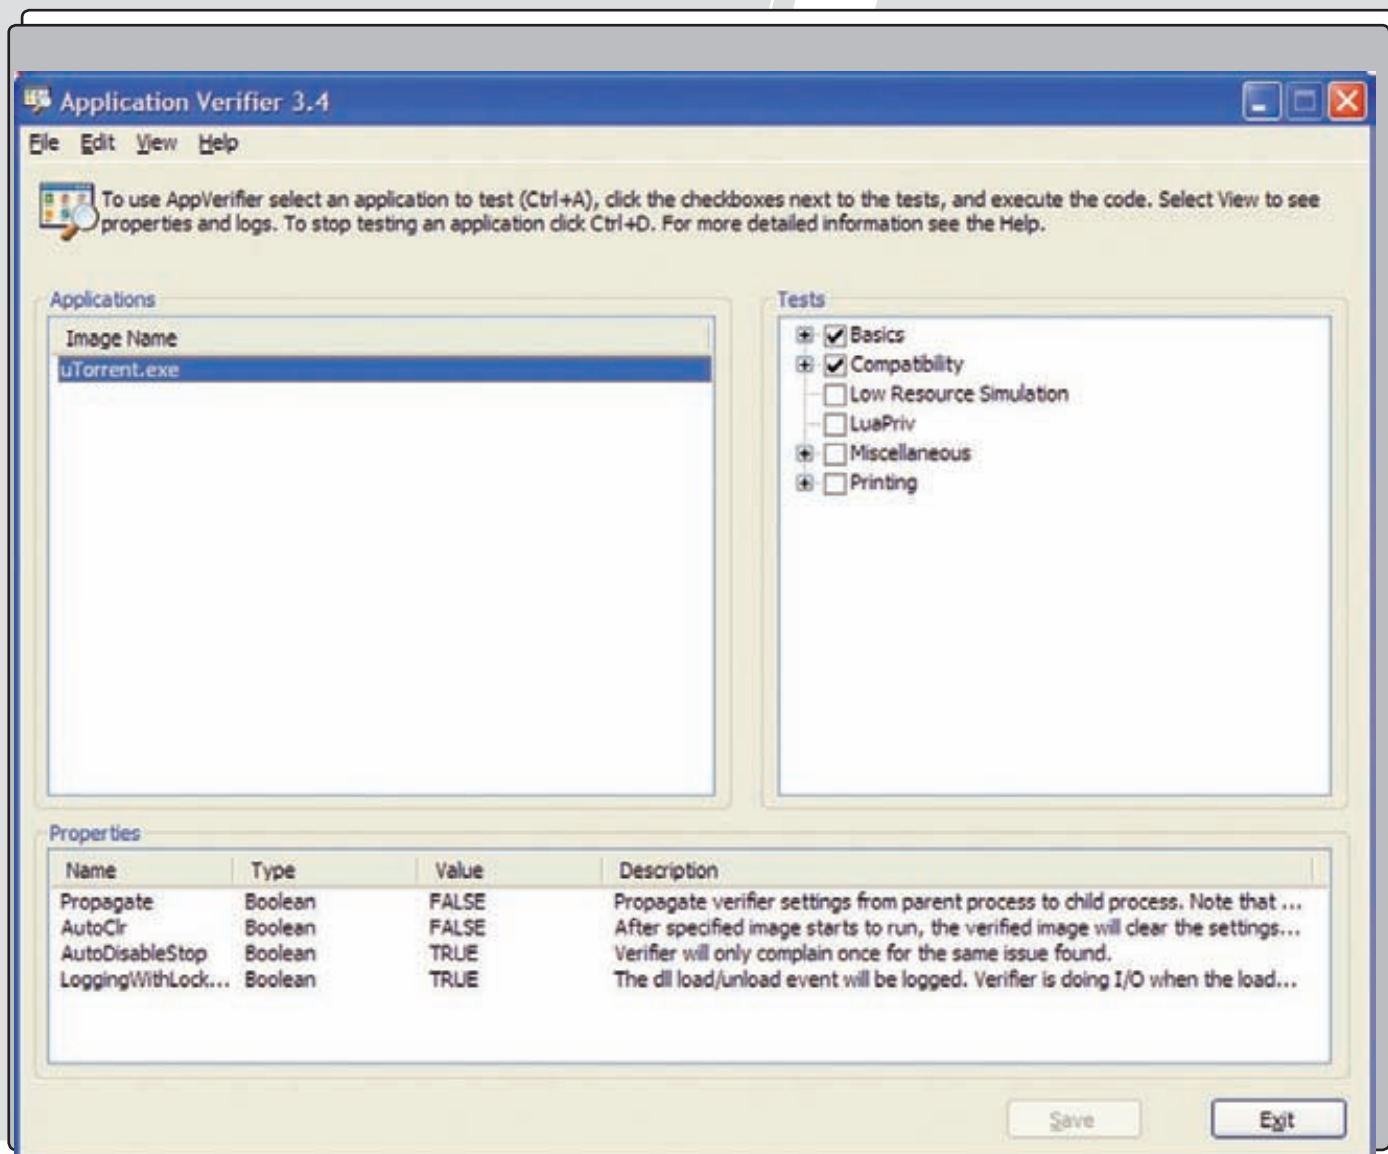 Application Verifier 3.4
File Edit View Help
To use AppVerifier select an application to test (Ctrl+A), click the checkboxes next to the tests, and execute the code. Select View to see
properties and logs. To stop testing an application click Ctrl+D. For more detailed information see the Help.
Applications
Image Name
uTorrent.exe
Tests
Basics
Compatibility
Low Resource Simulation
LuaPriv
Miscellaneous
Printing
Properties
Name Type Value Description
Propagate Boolean FALSE Propagate verifier settings from parent process to child process. Note that ...
AutoClr Boolean FALSE After specified image starts to run, the verified image will clear the settings...
AutoDisableStop Boolean TRUE Verifier will only complain once for the same issue found.
LoggingWithLock... Boolean TRUE The dll load/unload event will be logged. Verifier is doing I/O when the load...
Save Exit